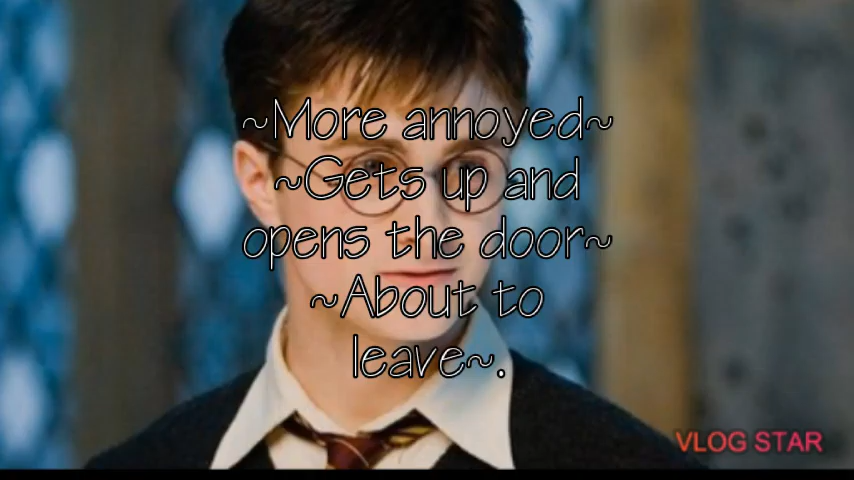 ~More annoyed~
~Gets up and
opens the door~
~About to
leave~.
VLOG STAR